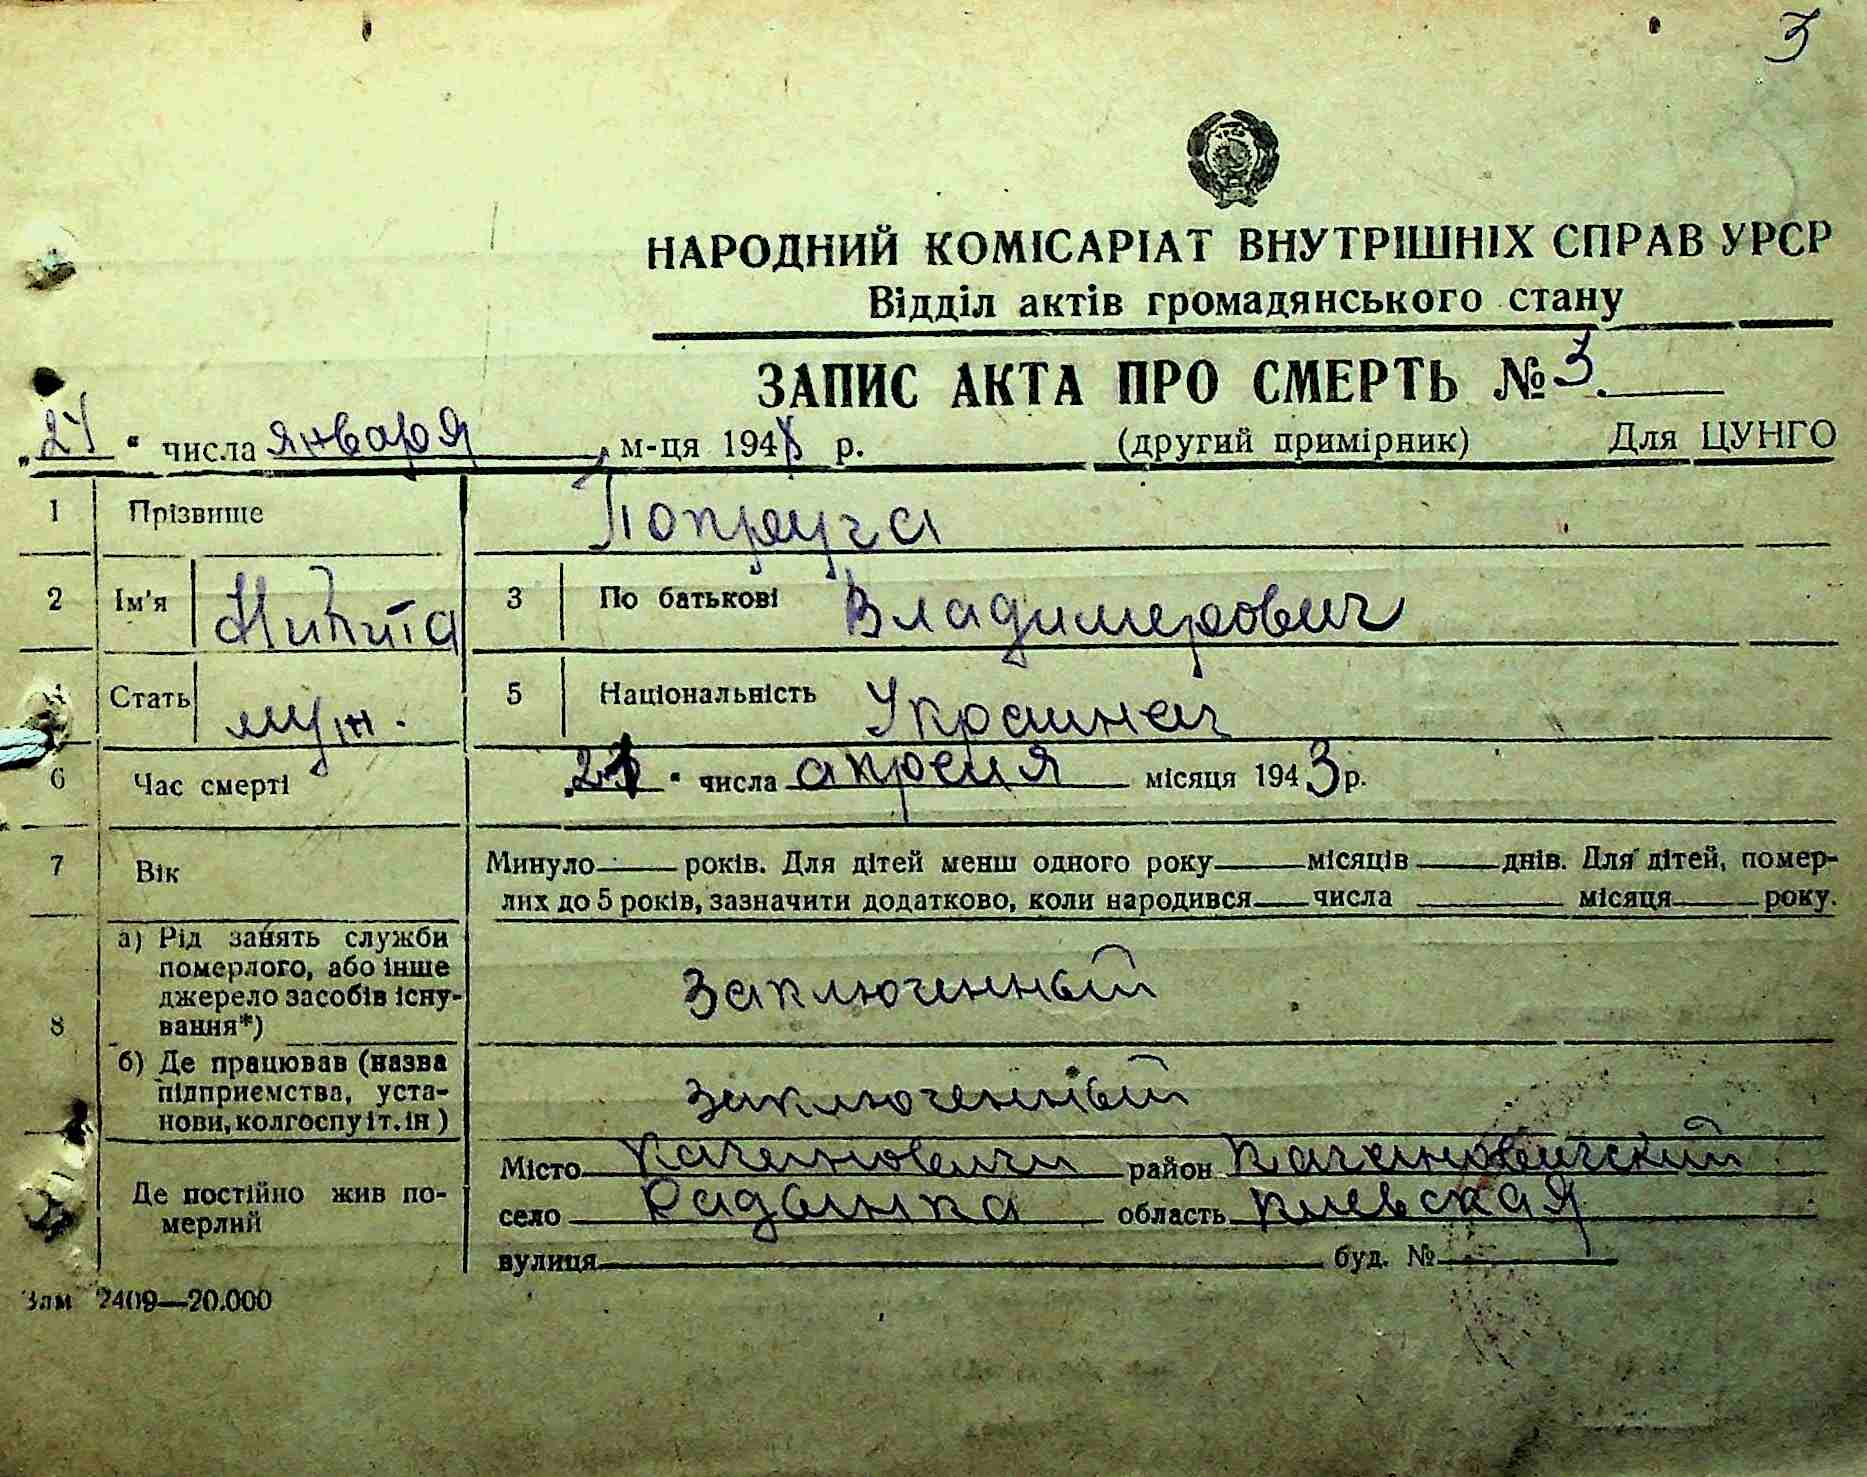 3
НАРОДНИЙ КОМІСАРІАТ ВНУТРІШНІХ СПРАВ УРСР
Відділ актів громадянського стану
ЗАПИС АКТА ПРО СМЕРТЬ № 3.
числа января м-ця 194 р. (другий примірник) Для ЦУНГО
1 Прізвище Попруга
2 Ім'я Никита 3 По батькові Владимерович
4 Стать муж. 5 Національність Украинец
6 Час смерті числа апреля місяця 1943 р.
7 Вік Минуло — років. Для дітей менш одного року — місяців — днів. Для дітей, помер-
лих до 5 років, зазначити додатково, коли народився — числа — місяця — року.
8 а) Рід занять служби
померлого, або інше
джерело засобів існу-
вання*) Заключенный
б) Де працював (назва
підприємства, уста-
нови, колгоспу і т. ін) заключенный
Де постійно жив по-
мерлий
Місто район
село область киевская
вулиця — буд. № —
Злм 2409—20.000